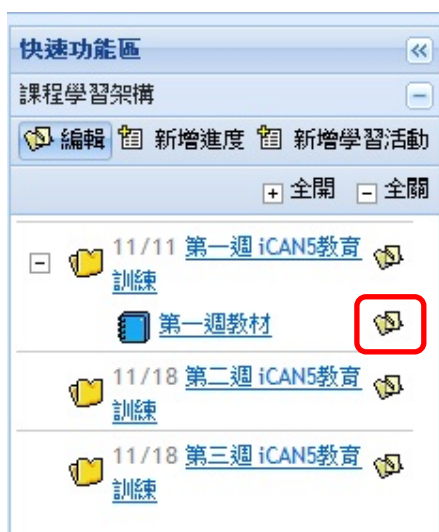 快速功能區
課程學習架構
編輯 新增進度 新增學習活動
全開 全關
11/11 第一週 iCAN5教育
訓練
第一週教材
11/18 第二週 iCAN5教育
訓練
11/18 第三週 iCAN5教育
訓練